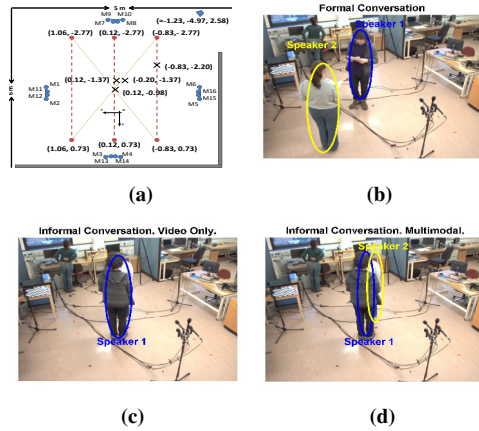 5 m
M9 M10
M7 M8
(≈-1.23, -4.97, 2.58)
(1.06, -2.77) (0.12, -2.77) (-0.83, -2.77)
(-0.83, -2.20)
(0.12, -1.37) (-0.20, -1.37)
(0.12, -0.98)
M1
M11
M12
M2
M6
M16
M15
M5
(1.06, 0.73) (0.12, 0.73) (-0.83, 0.73)
M3 M4
M13 M14
(a)
Formal Conversation
Speaker 1
Speaker 2
(b)
Informal Conversation. Video Only.
Speaker 1
(c)
Informal Conversation. Multimodal.
Speaker 2
Speaker 1
(d)